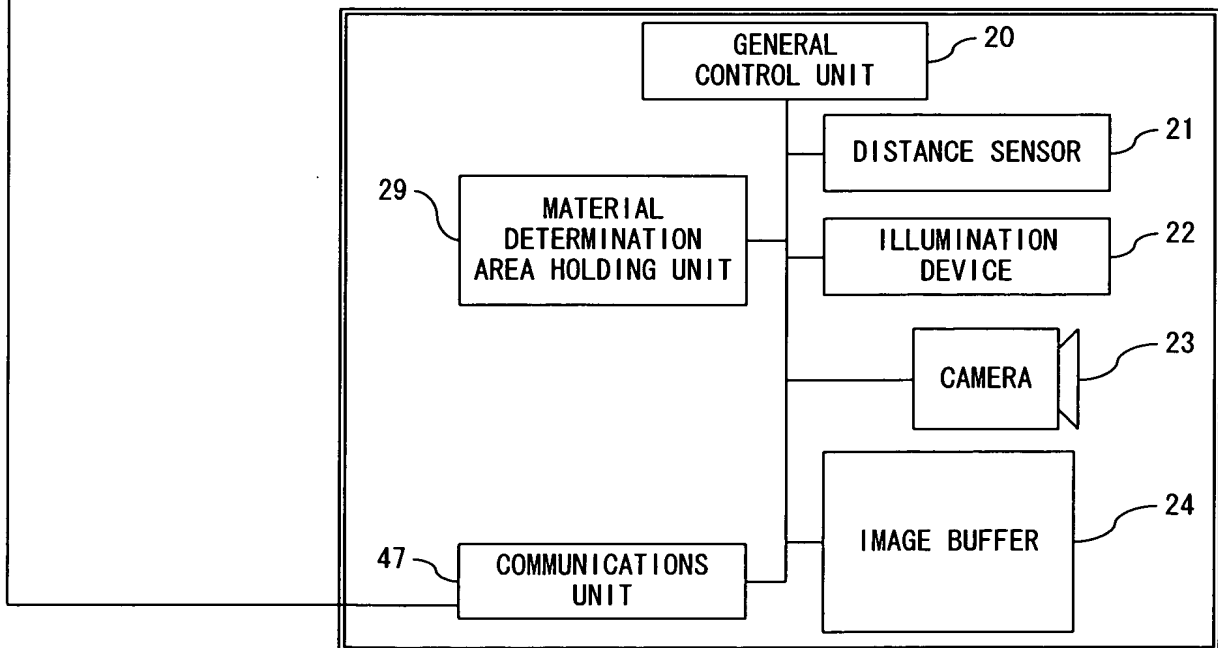 GENERAL
CONTROL UNIT
20
DISTANCE SENSOR
21
29
MATERIAL
DETERMINATION
AREA HOLDING UNIT
ILLUMINATION
DEVICE
22
CAMERA
23
IMAGE BUFFER
24
47
COMMUNICATIONS
UNIT